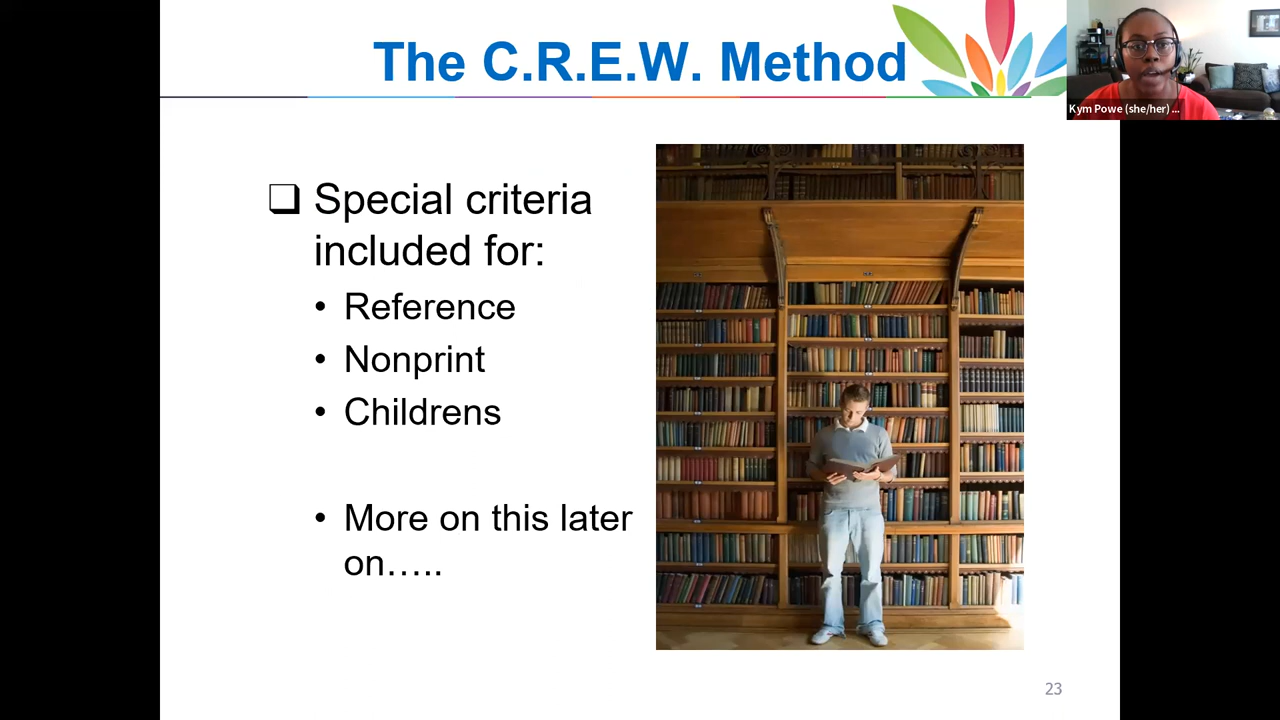 The C.R.E.W. Method
Kym Powe (she/her) ...
❑ Special criteria
included for:
• Reference
• Nonprint
• Childrens
• More on this later
on…..
23